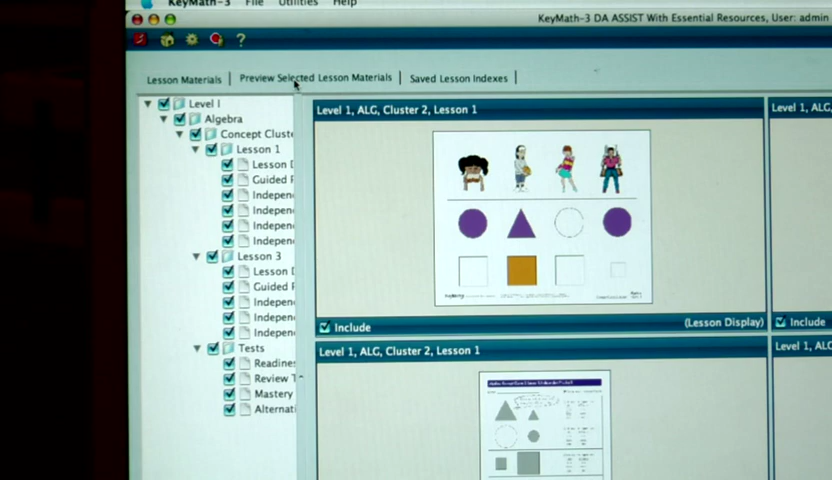 KeyMath-3 File Utilities Help
KeyMath-3 DA ASSIST With Essential Resources, User: admin
?
Lesson Materials | Preview Selected Lesson Materials | Saved Lesson Indexes |
Level I
Algebra
Concept Cluste
Lesson 1
Lesson D
Guided F
Indepen
Indepen
Indepen
Indepen
Lesson 3
Lesson D
Guided F
Indepen
Indepen
Indepen
Tests
Readine
Review T
Mastery
Alternati
Level 1, ALG, Cluster 2, Lesson 1
Include
(Lesson Display)
Level 1, ALG, Cluster 2, Lesson 1
Level 1, ALG,
Include
Level 1, ALG